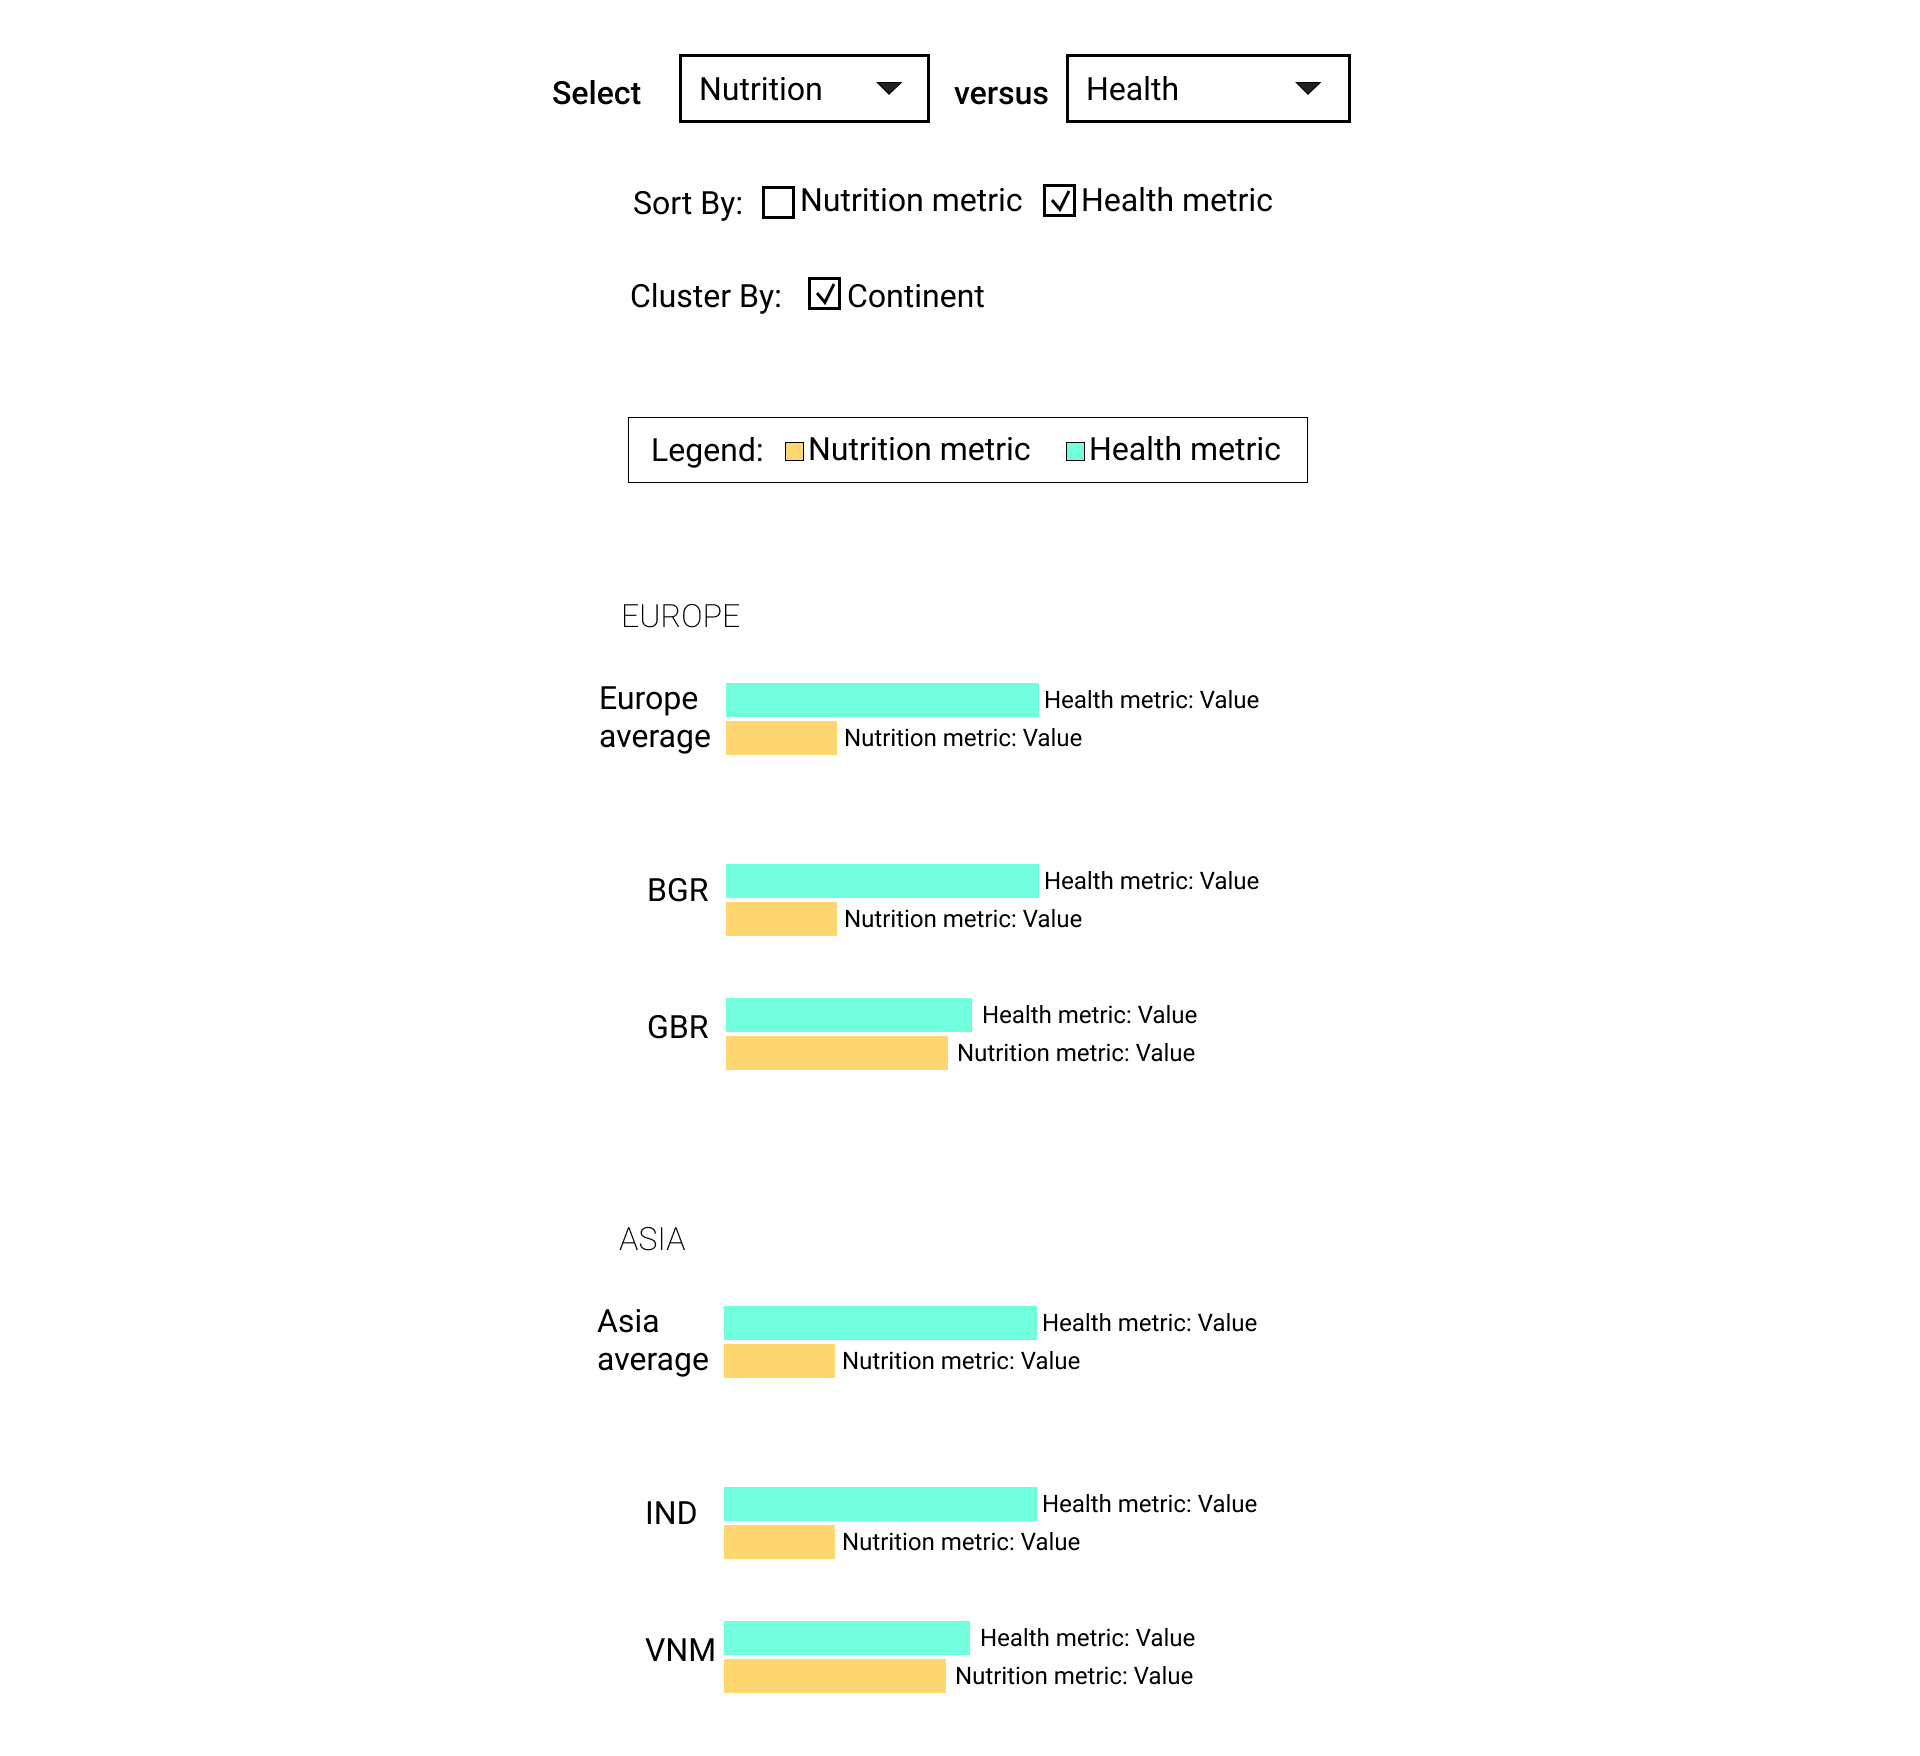 Select Nutrition versus Health
Sort By: Nutrition metric Health metric
Cluster By: Continent
Legend: Nutrition metric Health metric
EUROPE
Europe average
Health metric: Value
Nutrition metric: Value
BGR
Health metric: Value
Nutrition metric: Value
GBR
Health metric: Value
Nutrition metric: Value
ASIA
Asia average
Health metric: Value
Nutrition metric: Value
IND
Health metric: Value
Nutrition metric: Value
VNM
Health metric: Value
Nutrition metric: Value